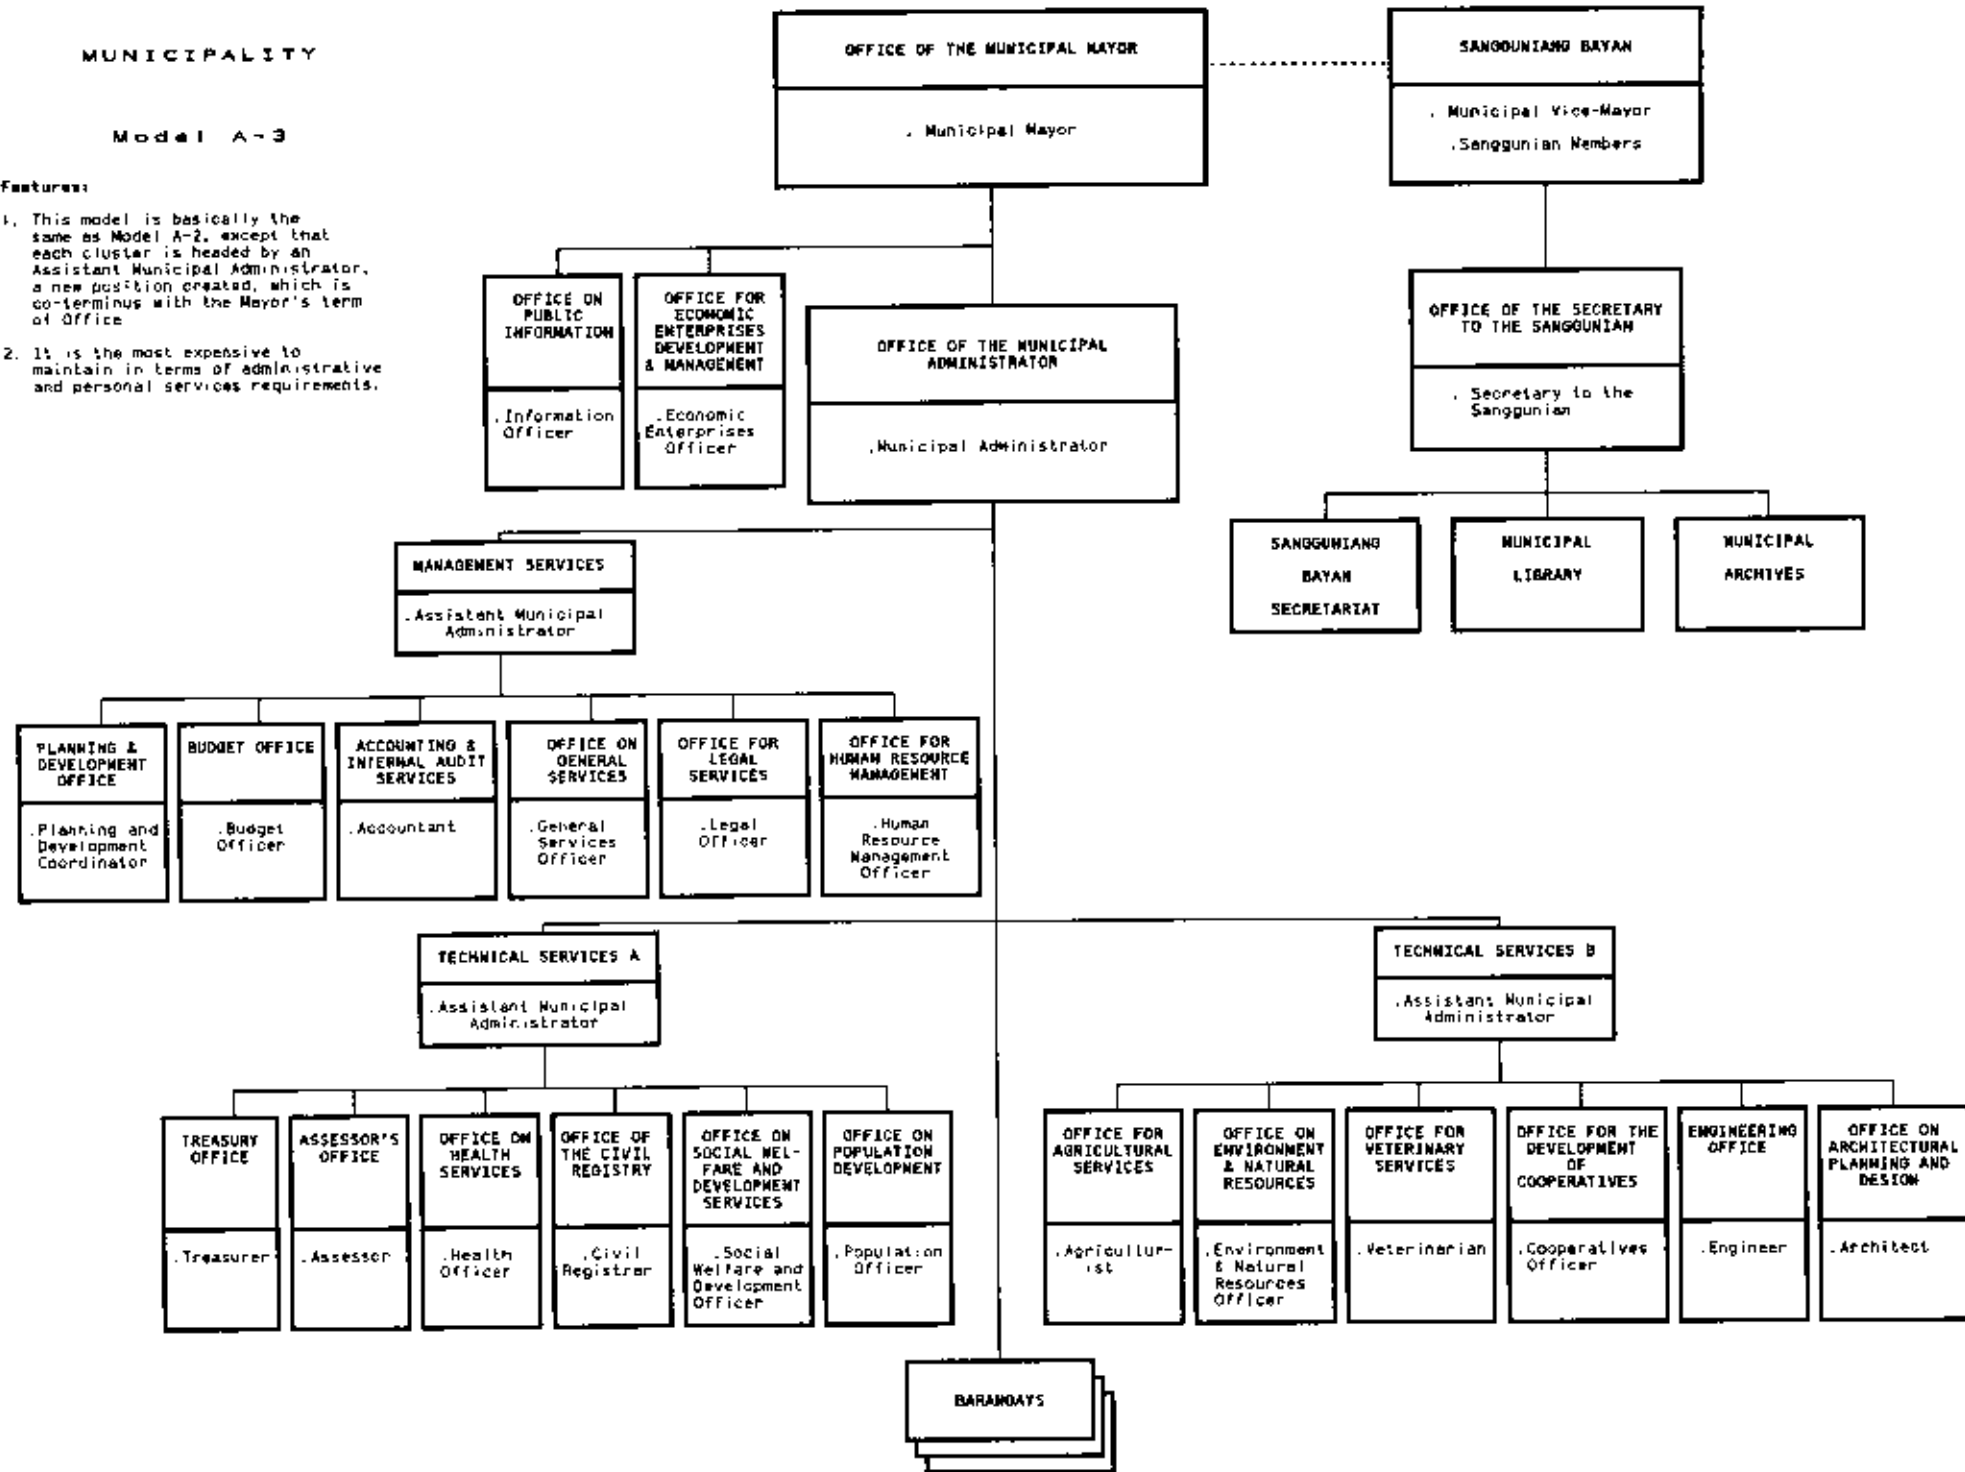 MUNICIPALITY
Model A-3
Features:
1. This model is basically the
same as Model A-2, except that
each cluster is headed by an
Assistant Municipal Administrator,
a new position created, which is
co-terminus with the Mayor's term
of Office
2. It is the most expensive to
maintain in terms of administrative
and personal services requirements.
OFFICE OF THE MUNICIPAL MAYOR
. Municipal Mayor
SANGGUNIANG BAYAN
. Municipal Vice-Mayor
.Sanggunian Members
OFFICE ON
PUBLIC
INFORMATION
.Information
Officer
OFFICE FOR
ECONOMIC
ENTERPRISES
DEVELOPMENT
& MANAGEMENT
.Economic
Enterprises
Officer
OFFICE OF THE MUNICIPAL
ADMINISTRATOR
.Municipal Administrator
OFFICE OF THE SECRETARY
TO THE SANGGUNIAN
. Secretary to the
Sanggunian
SANGGUNIANG
BAYAN
SECRETARIAT
MUNICIPAL
LIBRARY
MUNICIPAL
ARCHIVES
MANAGEMENT SERVICES
.Assistant Municipal
Administrator
PLANNING &
DEVELOPMENT
OFFICE
.Planning and
Development
Coordinator
BUDGET OFFICE
.Budget
Officer
ACCOUNTING &
INTERNAL AUDIT
SERVICES
.Accountant
OFFICE ON
GENERAL
SERVICES
.General
Services
Officer
OFFICE FOR
LEGAL
SERVICES
.Legal
Officer
OFFICE FOR
HUMAN RESOURCE
MANAGEMENT
.Human
Resource
Management
Officer
TECHNICAL SERVICES A
.Assistant Municipal
Administrator
TECHNICAL SERVICES B
.Assistant Municipal
Administrator
TREASURY
OFFICE
.Treasurer
ASSESSOR'S
OFFICE
.Assessor
OFFICE ON
HEALTH
SERVICES
.Health
Officer
OFFICE OF
THE CIVIL
REGISTRY
.Civil
Registrar
OFFICE ON
SOCIAL WEL-
FARE AND
DEVELOPMENT
SERVICES
.Social
Welfare and
Development
Officer
OFFICE ON
POPULATION
DEVELOPMENT
.Population
Officer
OFFICE FOR
AGRICULTURAL
SERVICES
.Agricultur-
ist
OFFICE ON
ENVIRONMENT
& NATURAL
RESOURCES
.Environment
& Natural
Resources
Officer
OFFICE FOR
VETERINARY
SERVICES
.Veterinarian
OFFICE FOR THE
DEVELOPMENT
OF
COOPERATIVES
.Cooperatives
Officer
ENGINEERING
OFFICE
.Engineer
OFFICE ON
ARCHITECTURAL
PLANNING AND
DESIGN
.Architect
BARANGAYS